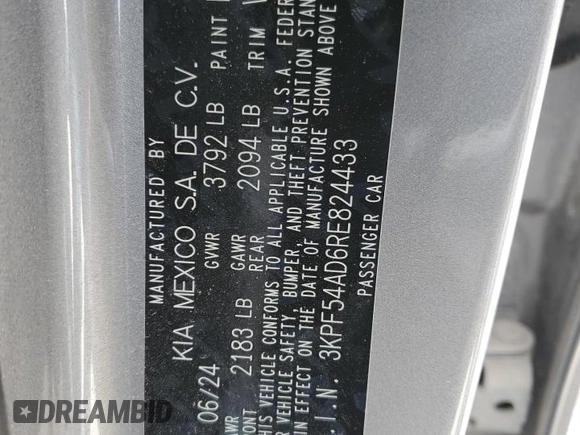 MANUFACTURED BY
KIA MEXICO S.A. DE C.V.
06/24 GVWR 3792 LB PAINT
2183 LB GAWR REAR 2094 LB TRIM
THIS VEHICLE CONFORMS TO ALL APPLICABLE U.S.A. FEDER
VEHICLE SAFETY, BUMPER, AND THEFT PREVENTION STAN
IN EFFECT ON THE DATE OF MANUFACTURE SHOWN ABOVE
.I.N. 3KPF54AD6RE824433
PASSENGER CAR
DREAMBID